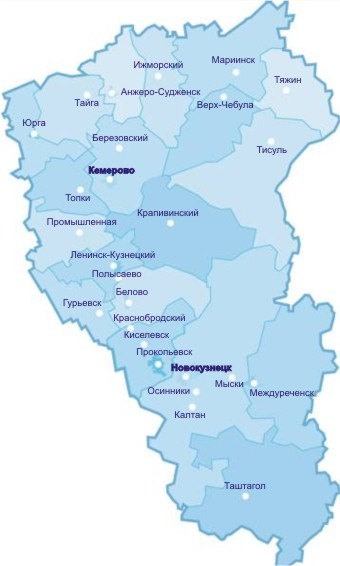 Ижморский
Мариинск
Тяжин
Анжеро-Судженск
Тайга
Верх-Чебула
Юрга
Березовский
Тисуль
Кемерово
Топки
Крапивинский
Промышленная
Ленинск-Кузнецкий
Полысаево
Белово
Гурьевск
Краснобродский
Киселевск
Прокопьевск
Новокузнецк
Мыски
Осинники
Междуреченск
Калтан
Таштагол